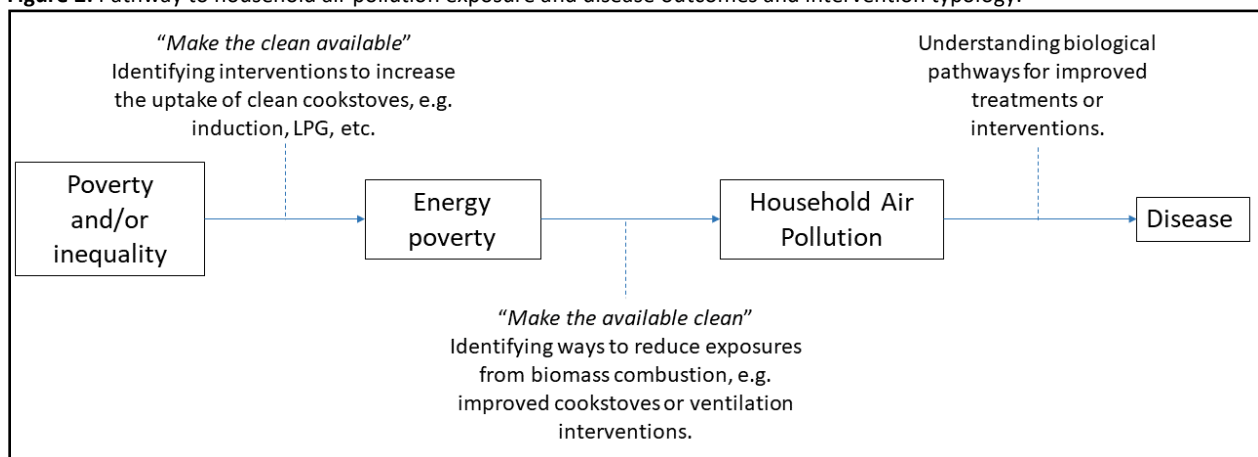 Figure 1. Pathway to household air pollution exposure and disease outcomes and intervention typology.
“Make the clean available”
Identifying interventions to increase
the uptake of clean cookstoves, e.g.
induction, LPG, etc.
Understanding biological
pathways for improved
treatments or
interventions.
Poverty
and/or
inequality
Energy
poverty
Household Air
Pollution
Disease
“Make the available clean”
Identifying ways to reduce exposures
from biomass combustion, e.g.
improved cookstoves or ventilation
interventions.